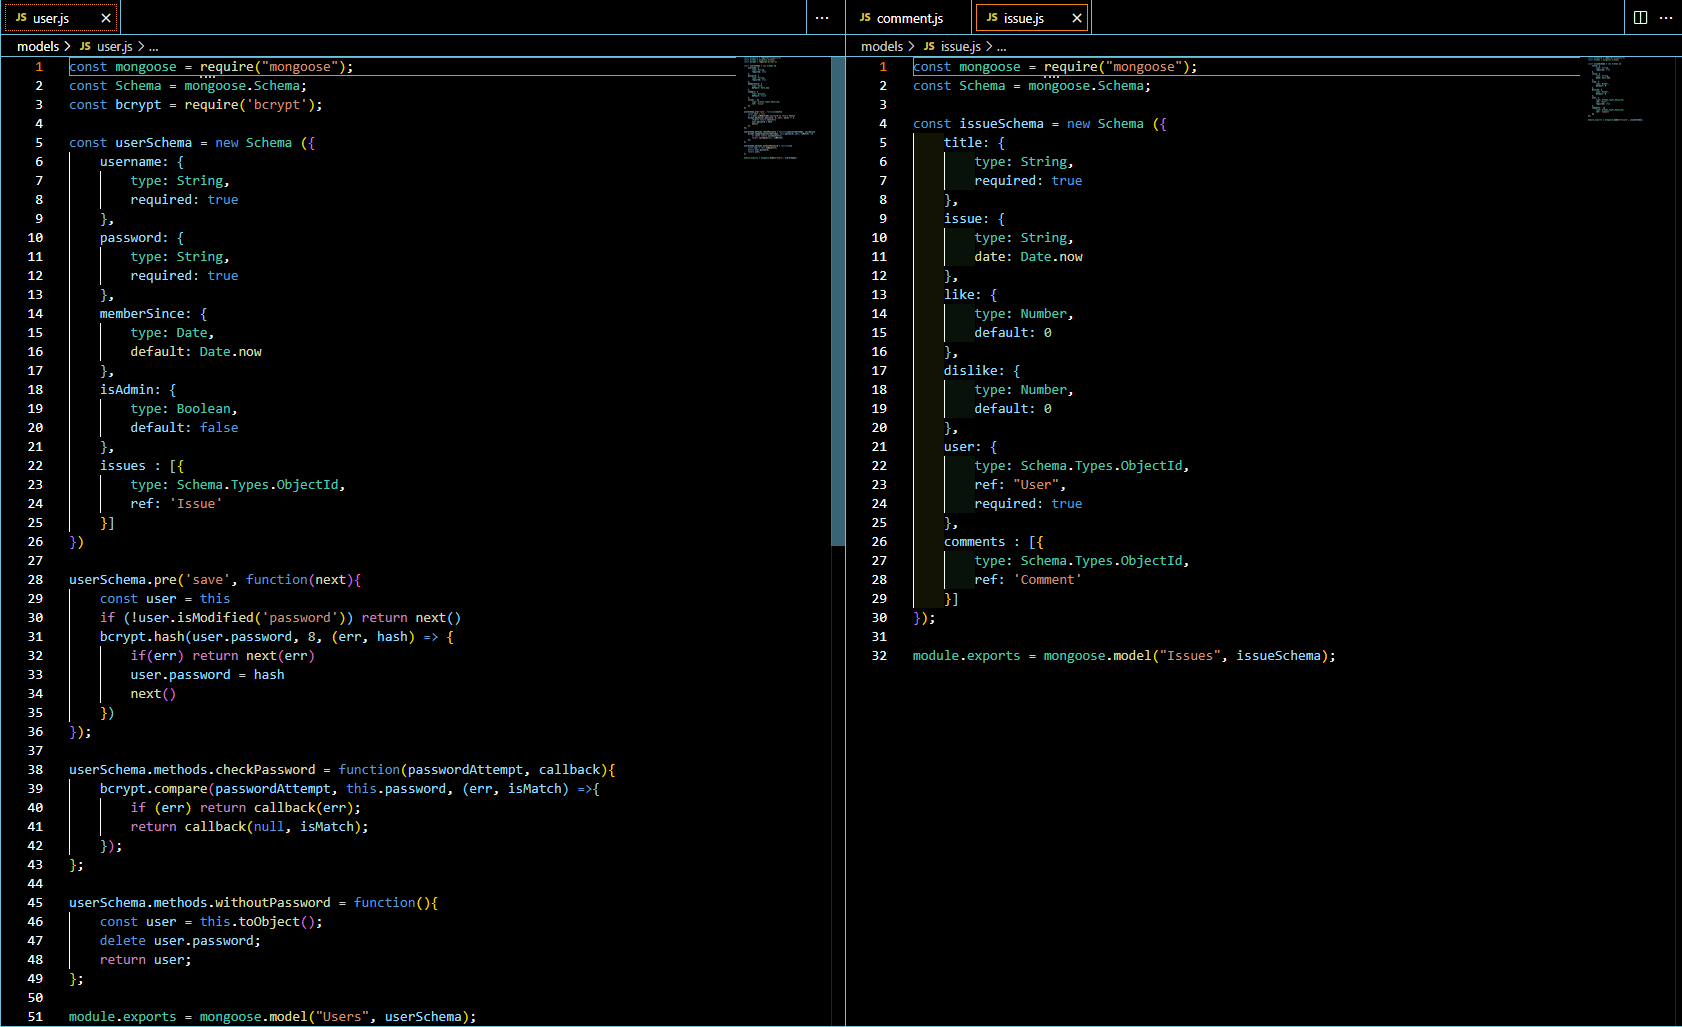 JS user.js ×
...
models > JS user.js > ...
1 const mongoose = require("mongoose");
2 const Schema = mongoose.Schema;
3 const bcrypt = require('bcrypt');
4
5 const userSchema = new Schema ({
6     username: {
7         type: String,
8         required: true
9     },
10     password: {
11         type: String,
12         required: true
13     },
14     memberSince: {
15         type: Date,
16         default: Date.now
17     },
18     isAdmin: {
19         type: Boolean,
20         default: false
21     },
22     issues : [{
23         type: Schema.Types.ObjectId,
24         ref: 'Issue'
25     }]
26 })
27
28 userSchema.pre('save', function(next){
29     const user = this
30     if (!user.isModified('password')) return next()
31     bcrypt.hash(user.password, 8, (err, hash) => {
32         if(err) return next(err)
33         user.password = hash
34         next()
35     })
36 });
37
38 userSchema.methods.checkPassword = function(passwordAttempt, callback){
39     bcrypt.compare(passwordAttempt, this.password, (err, isMatch) =>{
40         if (err) return callback(err);
41         return callback(null, isMatch);
42     });
43 };
44
45 userSchema.methods.withoutPassword = function(){
46     const user = this.toObject();
47     delete user.password;
48     return user;
49 };
50
51 module.exports = mongoose.model("Users", userSchema);
JS comment.js
JS issue.js ×
...
models > JS issue.js > ...
1 const mongoose = require("mongoose");
2 const Schema = mongoose.Schema;
3
4 const issueSchema = new Schema ({
5     title: {
6         type: String,
7         required: true
8     },
9     issue: {
10         type: String,
11         date: Date.now
12     },
13     like: {
14         type: Number,
15         default: 0
16     },
17     dislike: {
18         type: Number,
19         default: 0
20     },
21     user: {
22         type: Schema.Types.ObjectId,
23         ref: "User",
24         required: true
25     },
26     comments : [{
27         type: Schema.Types.ObjectId,
28         ref: 'Comment'
29     }]
30 });
31
32 module.exports = mongoose.model("Issues", issueSchema);